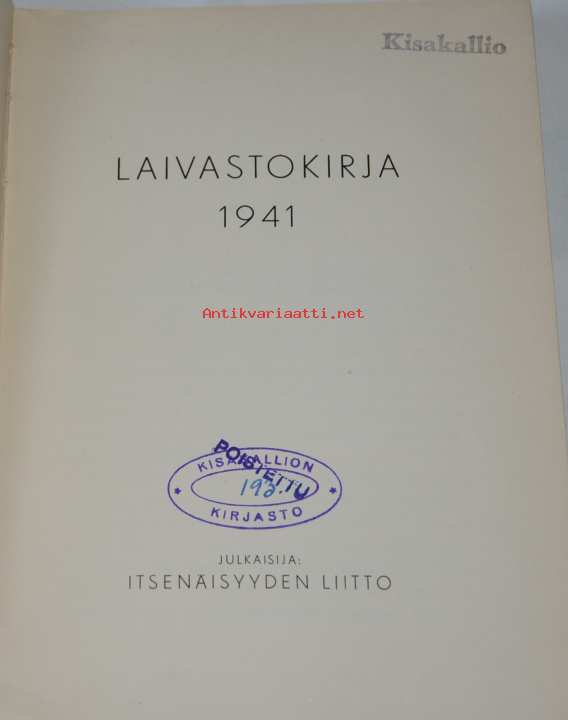 Kisakallio
LAIVASTOKIRJA
1941
Antikvariaatti.net
POISTETTU
KISAKALLION
KIRJASTO
JULKAISIJA:
ITSENÄISYYDEN LIITTO